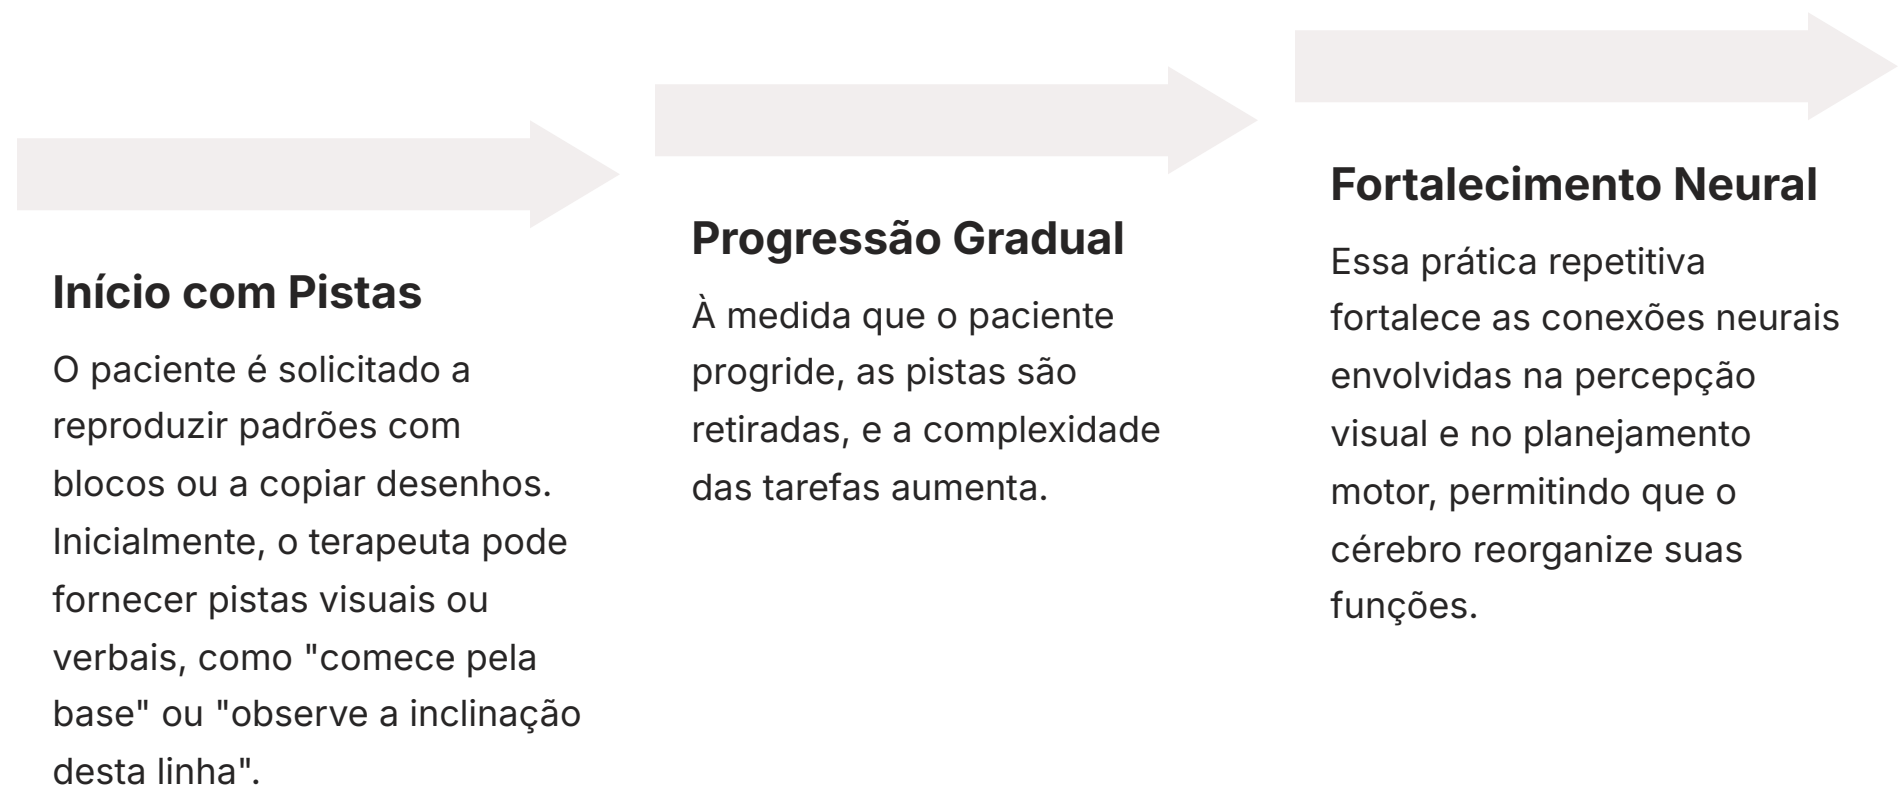 Início com Pistas
O paciente é solicitado a
reproduzir padrões com
blocos ou a copiar desenhos.
Inicialmente, o terapeuta pode
fornecer pistas visuais ou
verbais, como "comece pela
base" ou "observe a inclinação
desta linha".
Progressão Gradual
À medida que o paciente
progride, as pistas são
retiradas, e a complexidade
das tarefas aumenta.
Fortalecimento Neural
Essa prática repetitiva
fortalece as conexões neurais
envolvidas na percepção
visual e no planejamento
motor, permitindo que o
cérebro reorganize suas
funções.